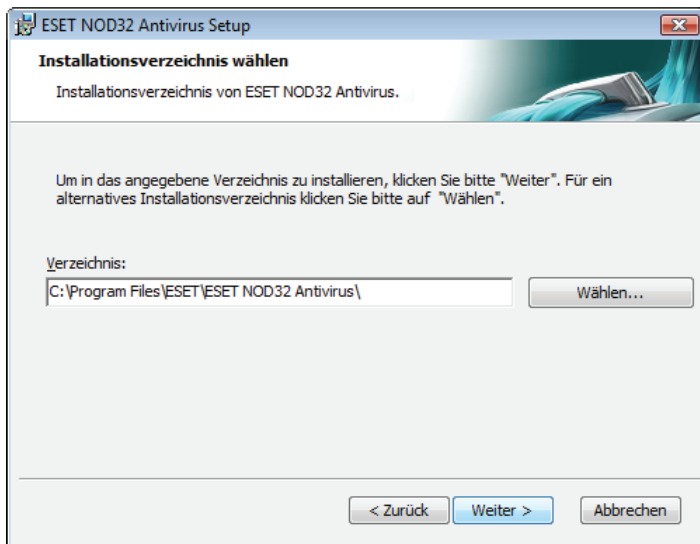 ESET NOD32 Antivirus Setup
Installationsverzeichnis wählen
Installationsverzeichnis von ESET NOD32 Antivirus.
Um in das angegebene Verzeichnis zu installieren, klicken Sie bitte "Weiter". Für ein
alternatives Installationsverzeichnis klicken Sie bitte auf "Wählen".
Verzeichnis:
C:\Program Files\ESET\ESET NOD32 Antivirus\
Wählen...
< Zurück
Weiter >
Abbrechen